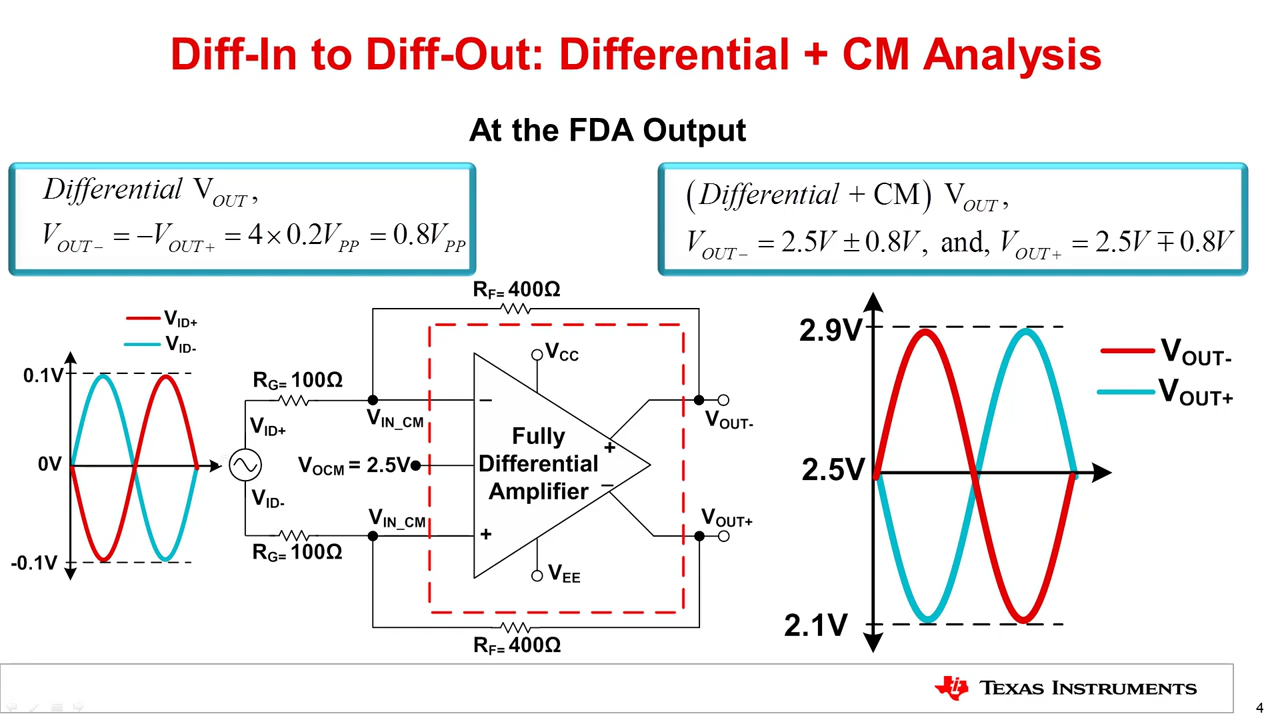 Diff-In to Diff-Out: Differential + CM Analysis
At the FDA Output
Differential V_OUT,
V_OUT− = −V_OUT+ = 4 × 0.2V_PP = 0.8V_PP
(Differential + CM) V_OUT,
V_OUT− = 2.5V ± 0.8V, and, V_OUT+ = 2.5V ∓ 0.8V
V_ID+
V_ID-
0.1V
0V
-0.1V
R_F= 400Ω
R_G= 100Ω
V_ID+
V_ID-
R_G= 100Ω
V_IN_CM
V_OCM = 2.5V
V_IN_CM
V_CC
−
Fully
Differential
Amplifier
+
+
−
V_EE
V_OUT-
V_OUT+
R_F= 400Ω
2.9V
2.5V
2.1V
V_OUT-
V_OUT+
Texas Instruments
4